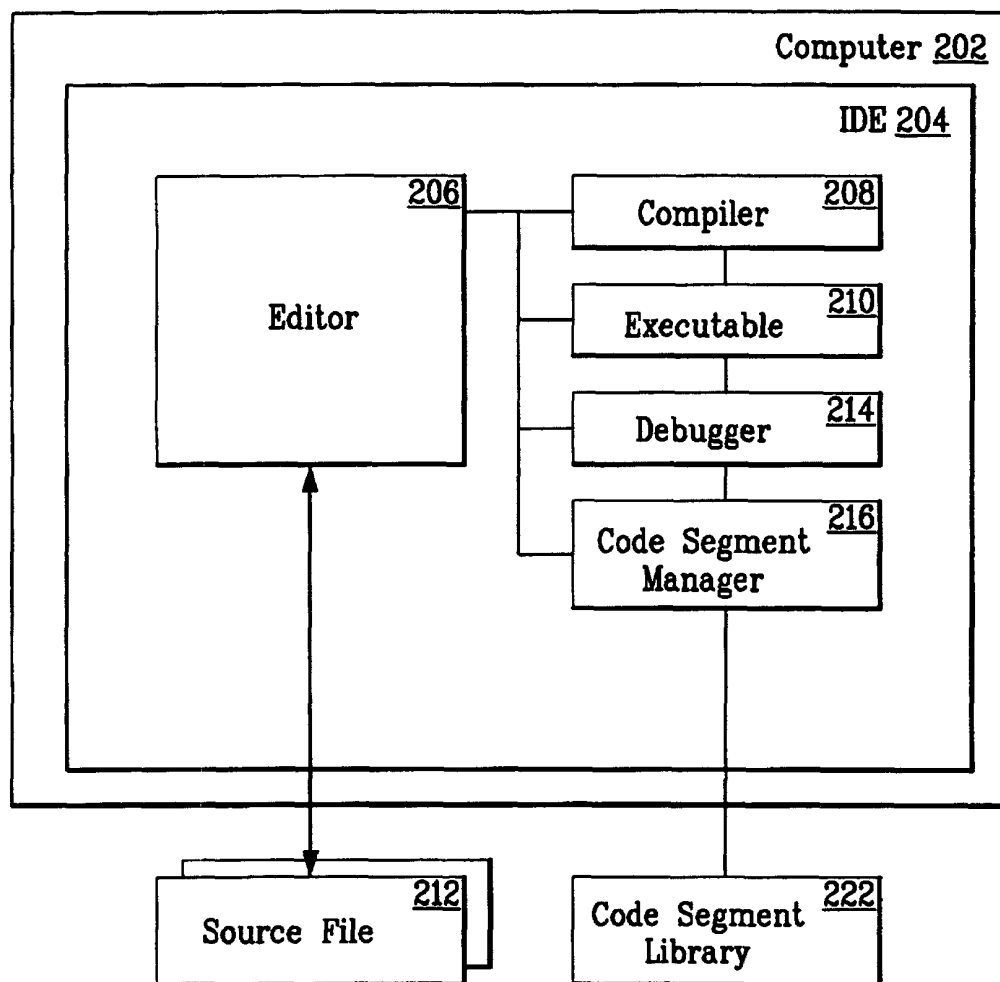 Computer 202
IDE 204
206
Editor
208
Compiler
210
Executable
214
Debugger
216
Code Segment
Manager
212
Source File
222
Code Segment
Library